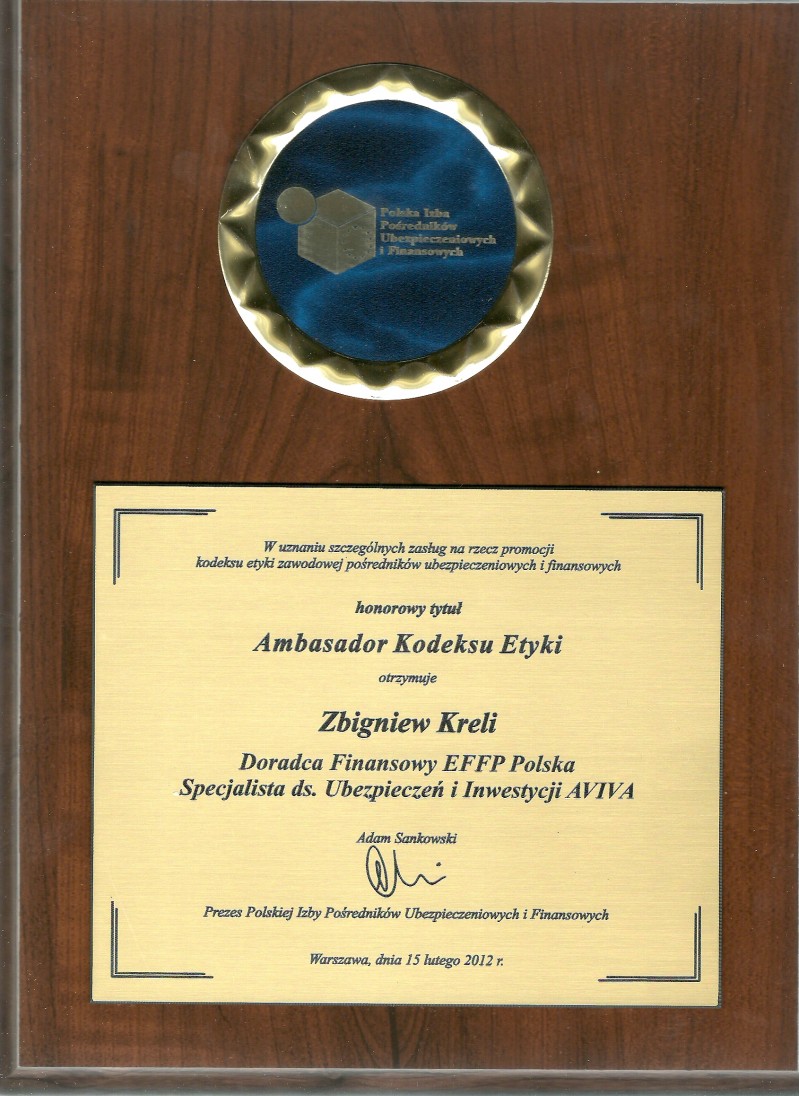 Polska Izba
Pośredników
Ubezpieczeniowych
i Finansowych
W uznaniu szczególnych zasług na rzecz promocji
kodeksu etyki zawodowej pośredników ubezpieczeniowych i finansowych
honorowy tytuł
Ambasador Kodeksu Etyki
otrzymuje
Zbigniew Kreli
Doradca Finansowy EFFP Polska
Specjalista ds. Ubezpieczeń i Inwestycji AVIVA
Adam Sankowski
Prezes Polskiej Izby Pośredników Ubezpieczeniowych i Finansowych
Warszawa, dnia 15 lutego 2012 r.